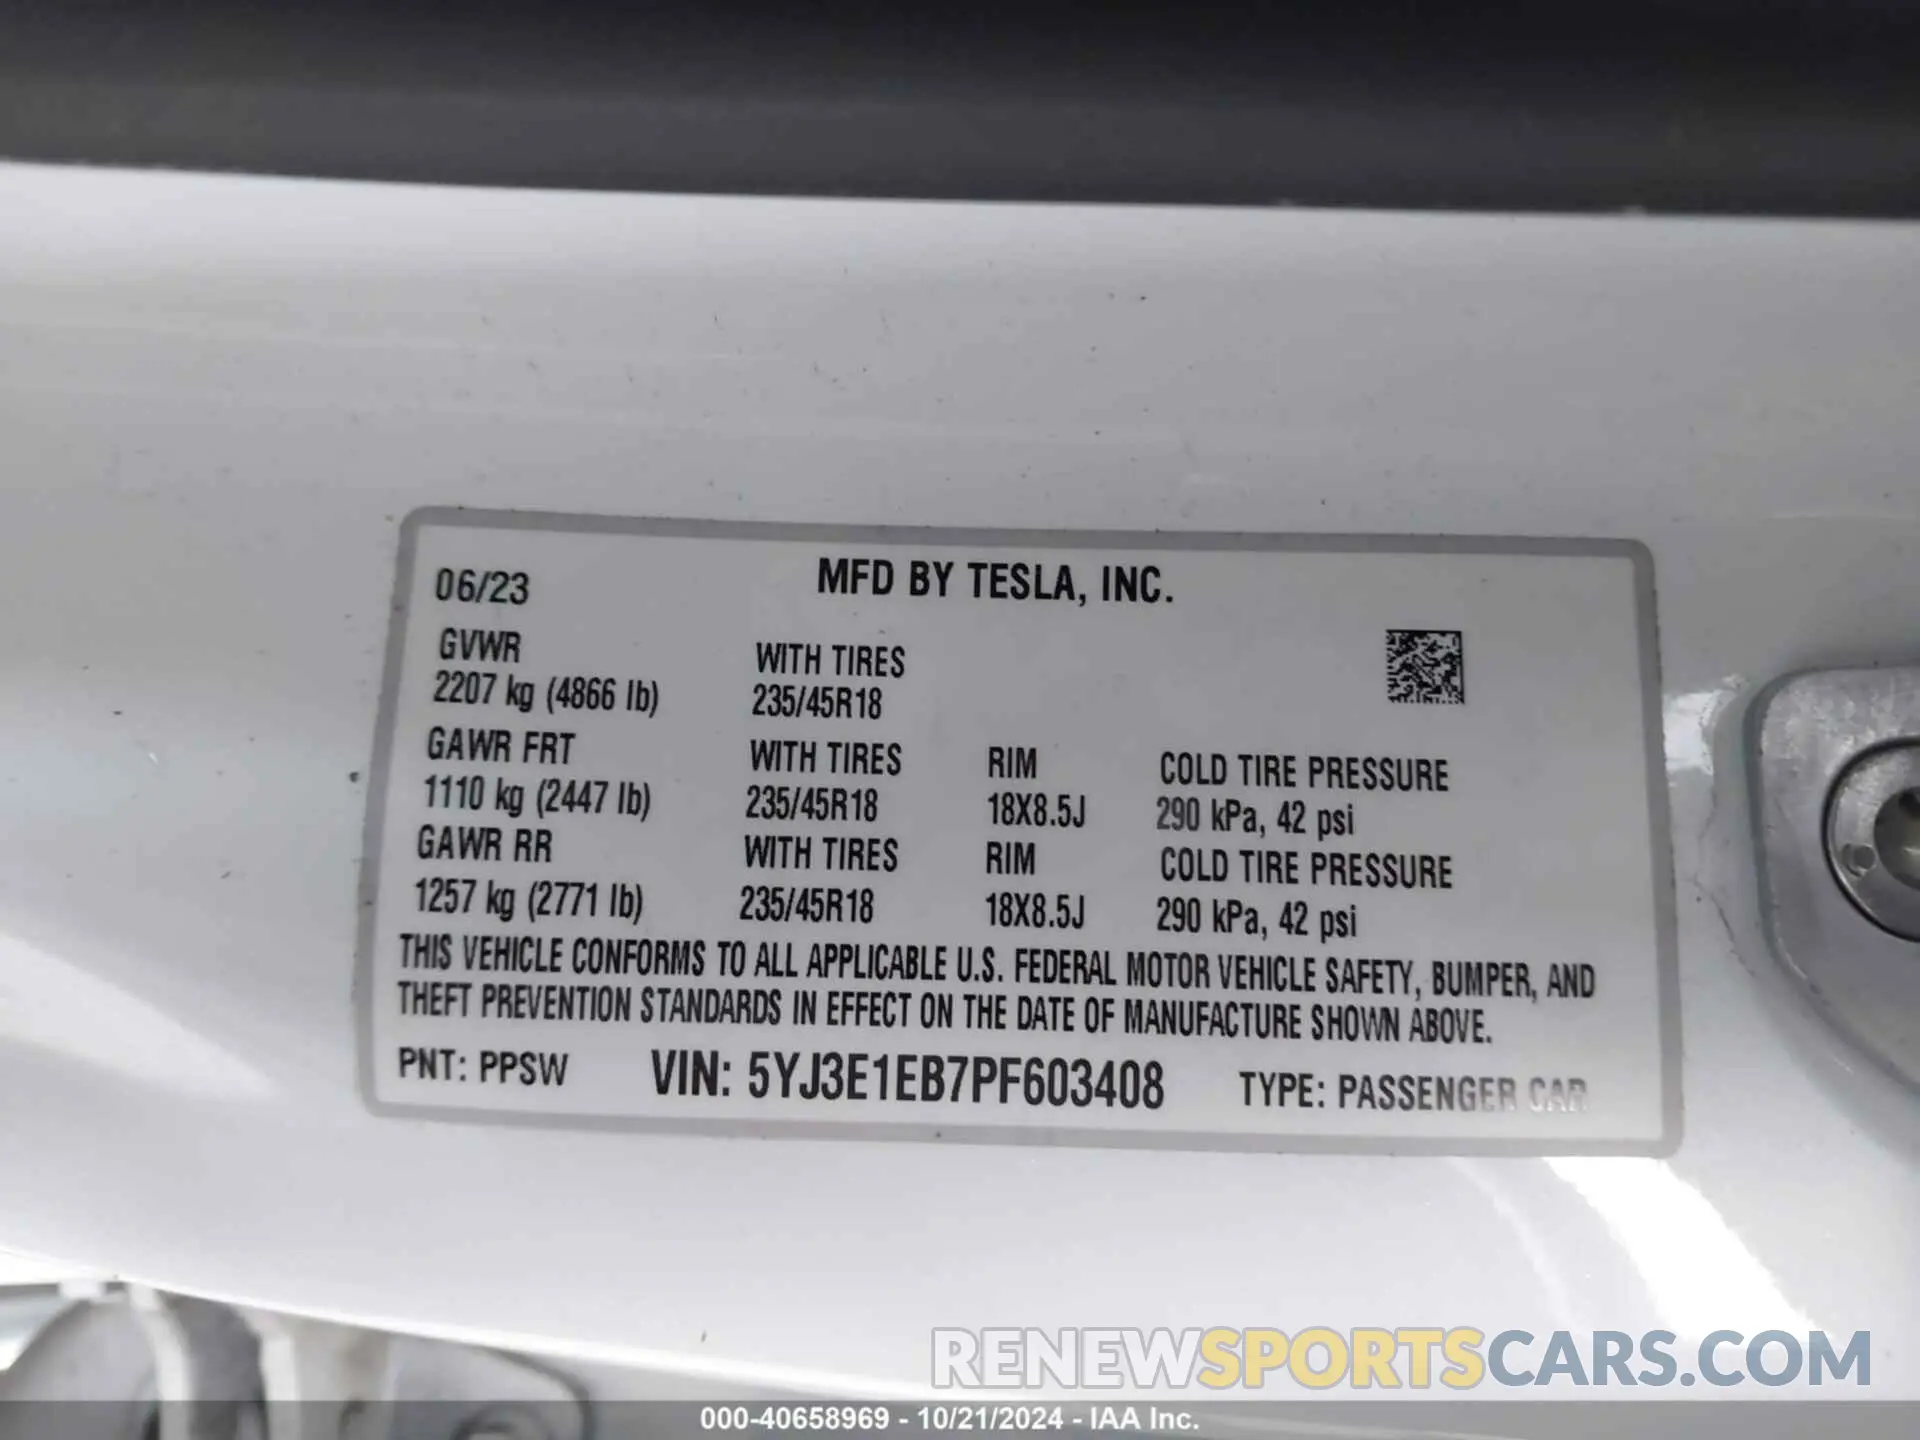 06/23 MFD BY TESLA, INC.
GVWR WITH TIRES
2207 kg (4866 lb) 235/45R18
GAWR FRT WITH TIRES RIM COLD TIRE PRESSURE
1110 kg (2447 lb) 235/45R18 18X8.5J 290 kPa, 42 psi
GAWR RR WITH TIRES RIM COLD TIRE PRESSURE
1257 kg (2771 lb) 235/45R18 18X8.5J 290 kPa, 42 psi
THIS VEHICLE CONFORMS TO ALL APPLICABLE U.S. FEDERAL MOTOR VEHICLE SAFETY, BUMPER, AND
THEFT PREVENTION STANDARDS IN EFFECT ON THE DATE OF MANUFACTURE SHOWN ABOVE.
PNT: PPSW VIN: 5YJ3E1EB7PF603408 TYPE: PASSENGER CAR
RENEWSPORTSCARS.COM
000-40658969 - 10/21/2024 - IAA Inc.